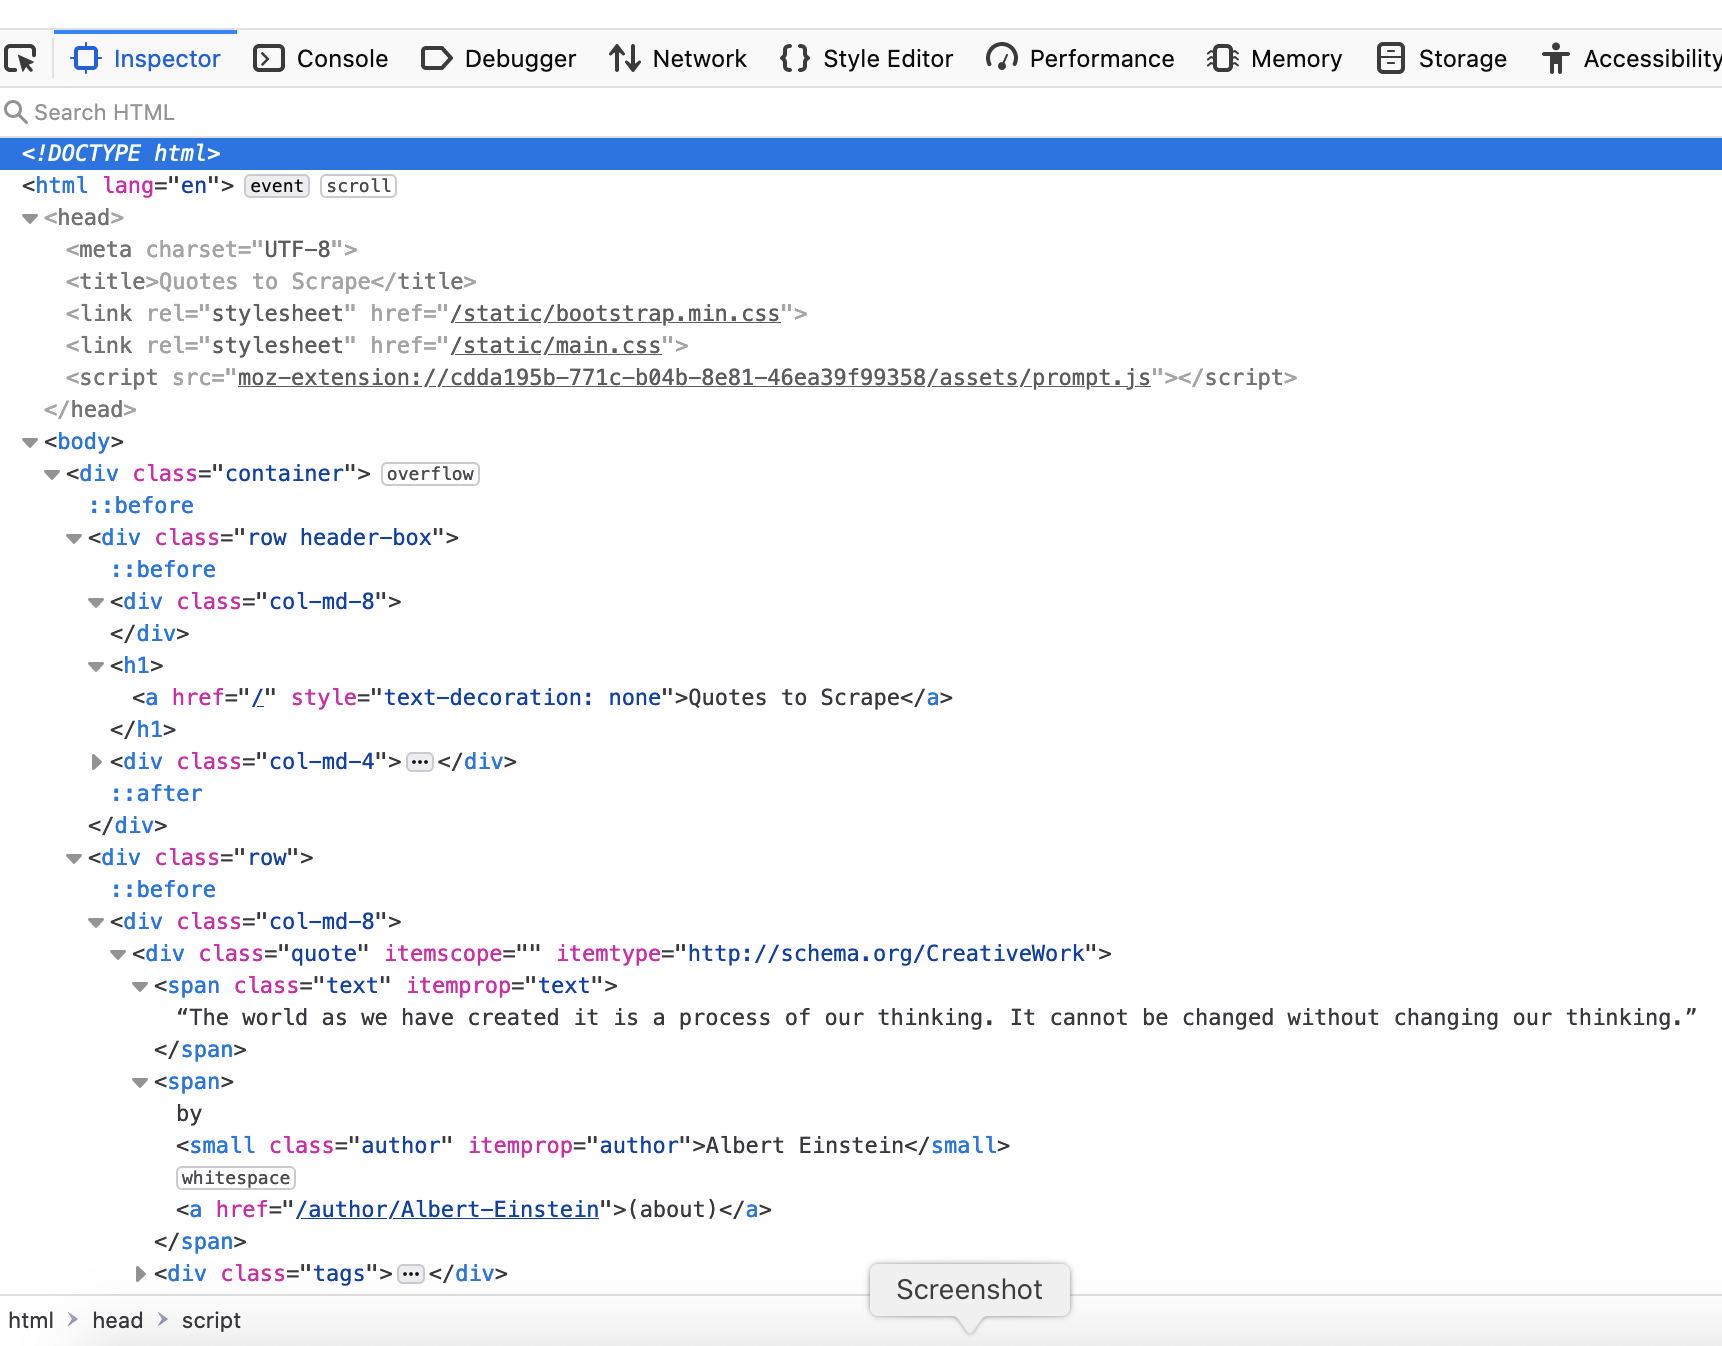 Inspector Console Debugger Network Style Editor Performance Memory Storage Accessibility
Search HTML
<!DOCTYPE html>
<html lang="en"> event scroll
<head>
<meta charset="UTF-8">
<title>Quotes to Scrape</title>
<link rel="stylesheet" href="/static/bootstrap.min.css">
<link rel="stylesheet" href="/static/main.css">
<script src="moz-extension://cdda195b-771c-b04b-8e81-46ea39f99358/assets/prompt.js"></script>
</head>
<body>
<div class="container"> overflow
::before
<div class="row header-box">
::before
<div class="col-md-8">
</div>
<h1>
<a href="/" style="text-decoration: none">Quotes to Scrape</a>
</h1>
<div class="col-md-4">…</div>
::after
</div>
<div class="row">
::before
<div class="col-md-8">
<div class="quote" itemscope="" itemtype="http://schema.org/CreativeWork">
<span class="text" itemprop="text">
“The world as we have created it is a process of our thinking. It cannot be changed without changing our thinking.”
</span>
<span>
by
<small class="author" itemprop="author">Albert Einstein</small>
whitespace
<a href="/author/Albert-Einstein">(about)</a>
</span>
<div class="tags">…</div>
Screenshot
html > head > script